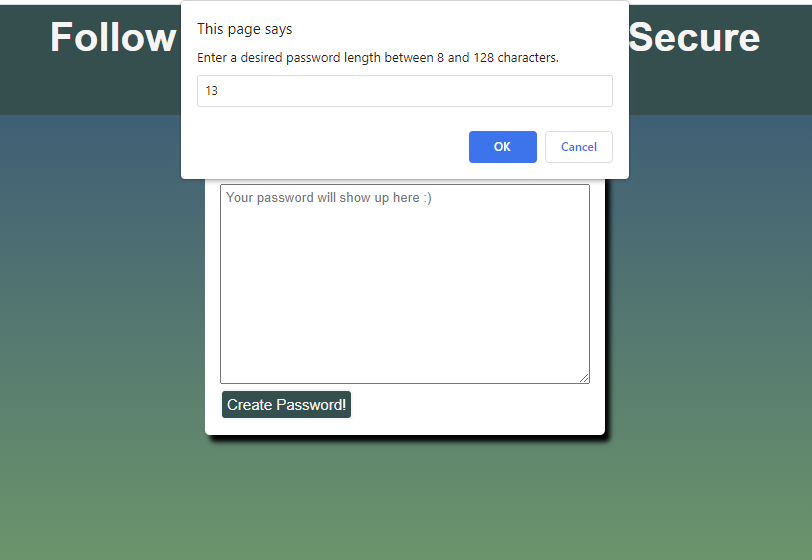 Follow Secure
This page says
Enter a desired password length between 8 and 128 characters.
13
OK Cancel
Your password will show up here :)
Create Password!